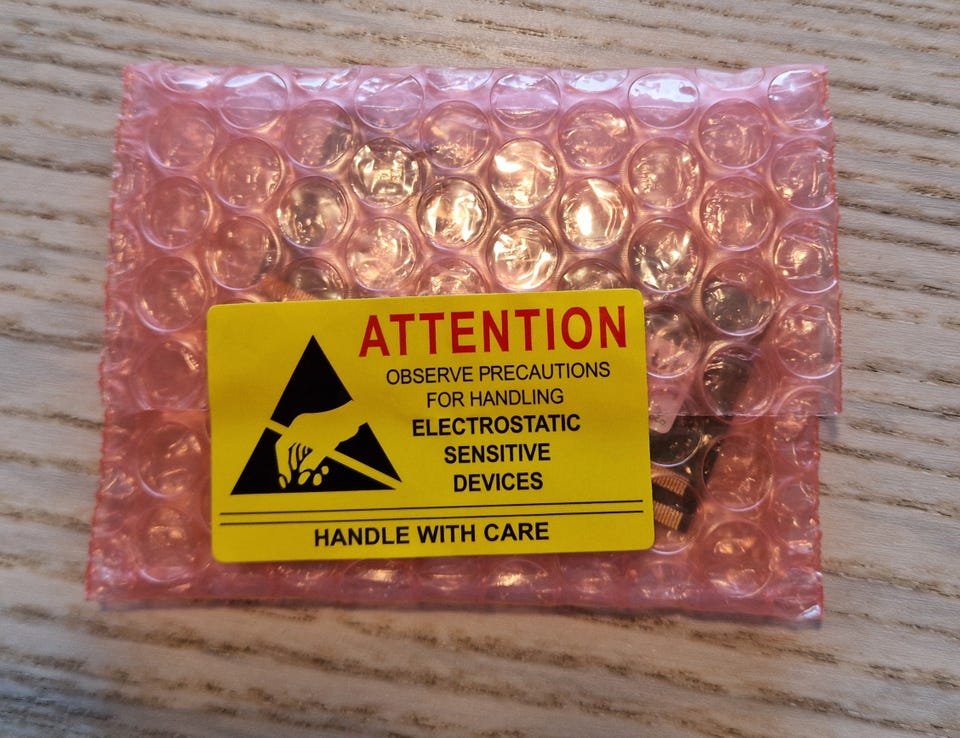 ATTENTION
OBSERVE PRECAUTIONS
FOR HANDLING
ELECTROSTATIC
SENSITIVE
DEVICES
HANDLE WITH CARE